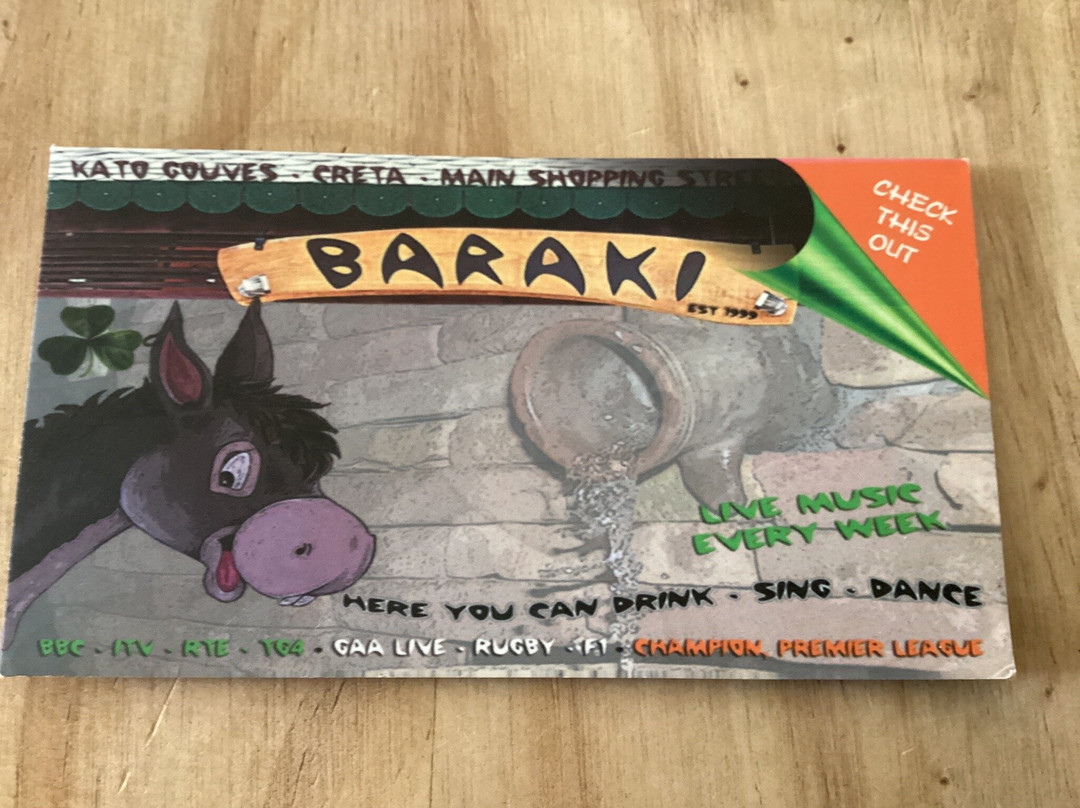 KATO GOUVES · CRETA · MAIN SHOPPING STREET
CHECK
THIS
OUT
BARAKI
EST 1999
LIVE MUSIC
EVERY WEEK
HERE YOU CAN DRINK · SING · DANCE
BBC · ITV · RTE · TG4 · GAA LIVE · RUGBY · F1 · CHAMPION, PREMIER LEAGUE